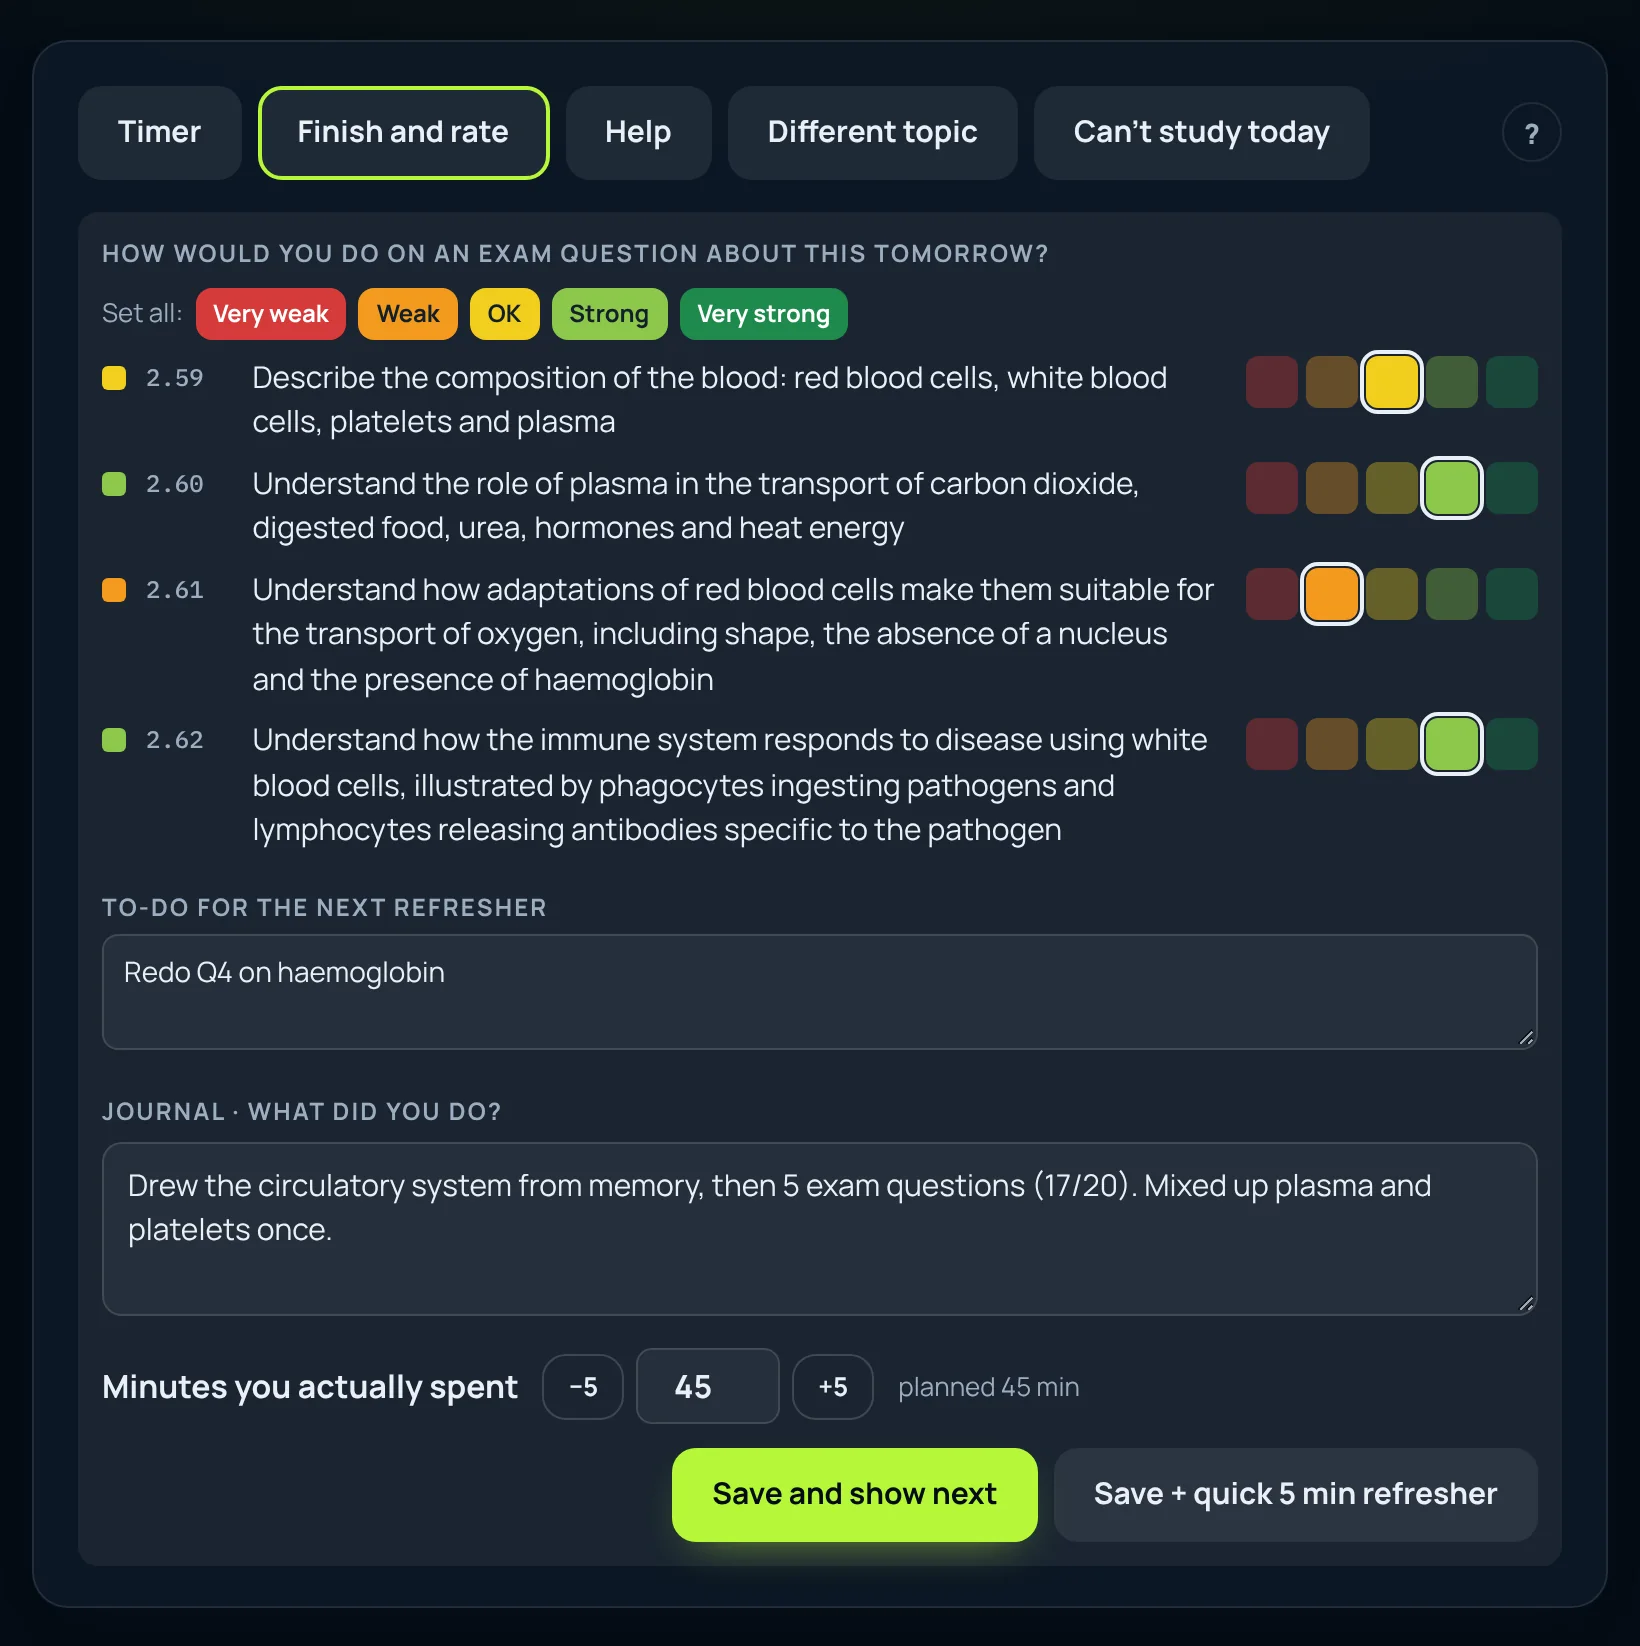 Timer
Finish and rate
Help
Different topic
Can't study today
?
HOW WOULD YOU DO ON AN EXAM QUESTION ABOUT THIS TOMORROW?
Set all: Very weak Weak OK Strong Very strong
2.59 Describe the composition of the blood: red blood cells, white blood
cells, platelets and plasma
2.60 Understand the role of plasma in the transport of carbon dioxide,
digested food, urea, hormones and heat energy
2.61 Understand how adaptations of red blood cells make them suitable for
the transport of oxygen, including shape, the absence of a nucleus
and the presence of haemoglobin
2.62 Understand how the immune system responds to disease using white
blood cells, illustrated by phagocytes ingesting pathogens and
lymphocytes releasing antibodies specific to the pathogen
TO-DO FOR THE NEXT REFRESHER
Redo Q4 on haemoglobin
JOURNAL · WHAT DID YOU DO?
Drew the circulatory system from memory, then 5 exam questions (17/20). Mixed up plasma and
platelets once.
Minutes you actually spent −5 45 +5 planned 45 min
Save and show next
Save + quick 5 min refresher